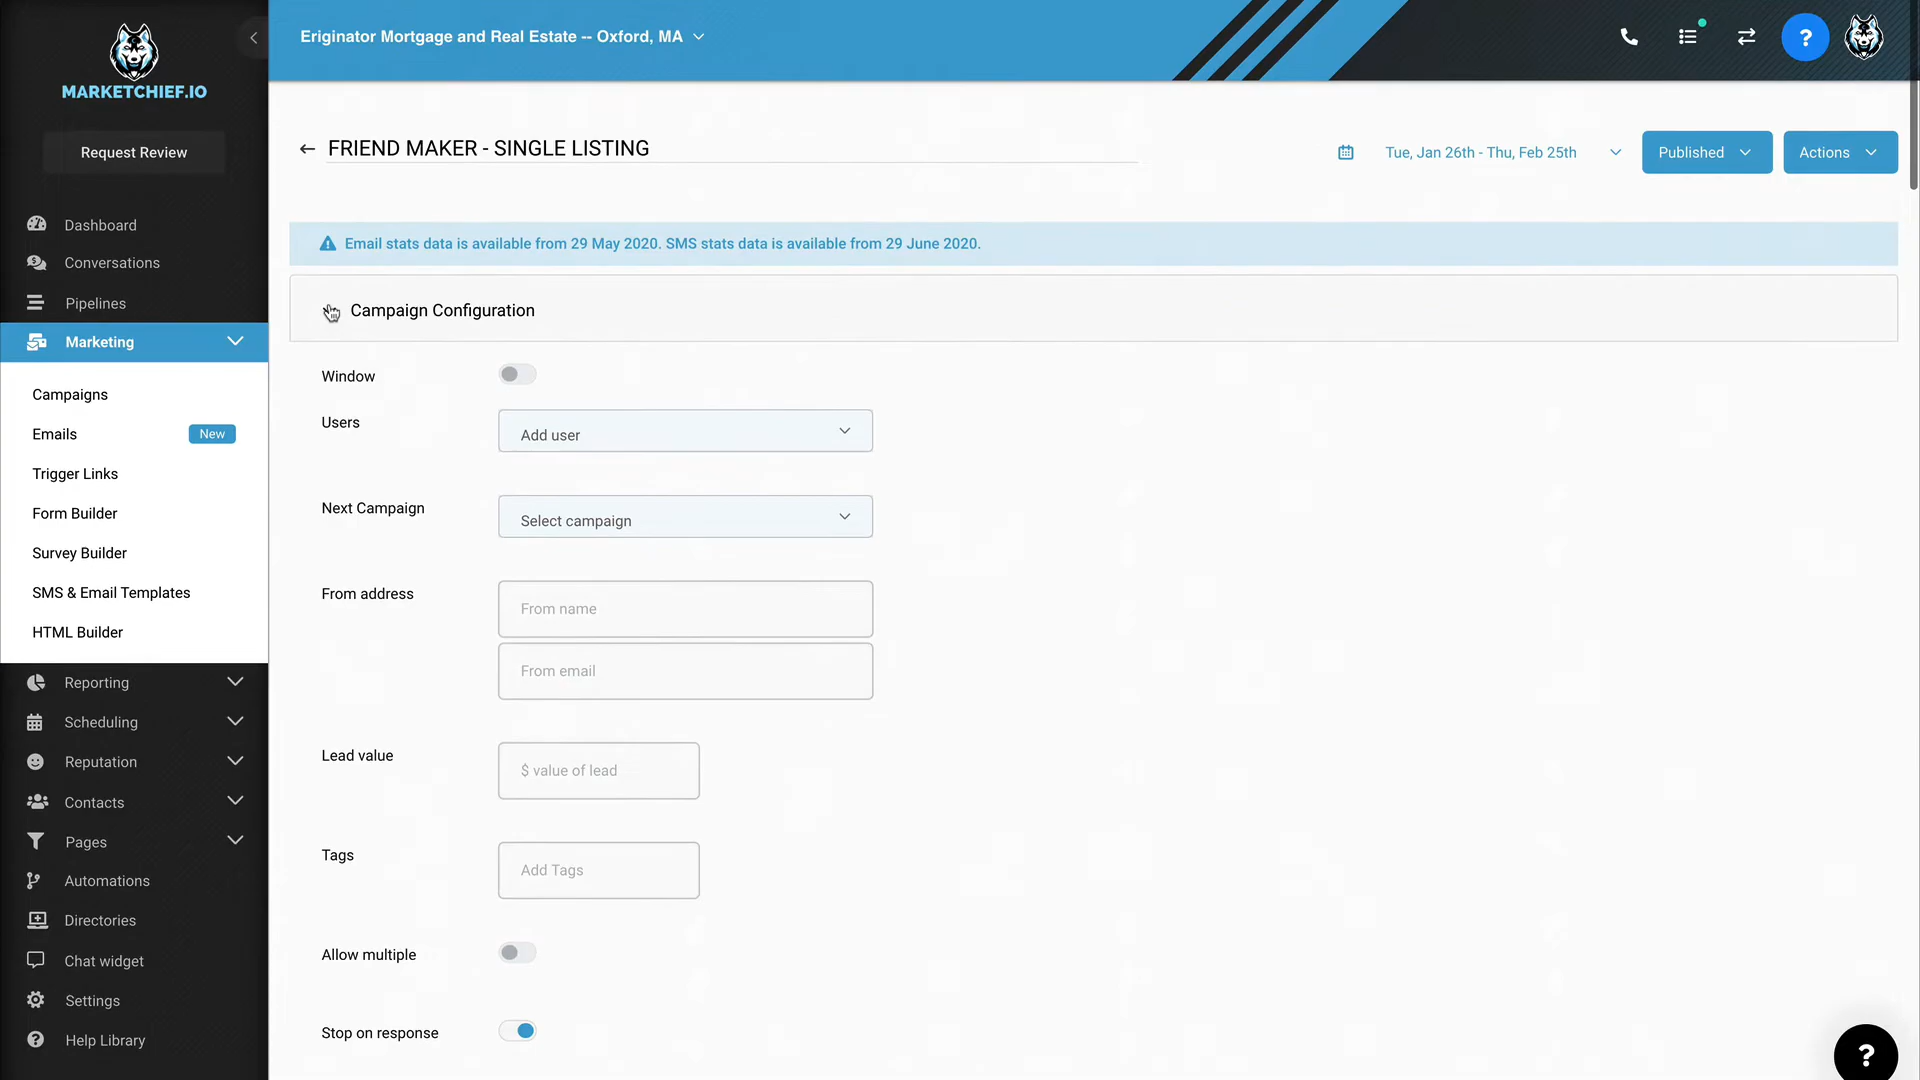 MARKETCHIEF.IO
Request Review
Dashboard
Conversations
Pipelines
Marketing
Campaigns
Emails
New
Trigger Links
Form Builder
Survey Builder
SMS & Email Templates
HTML Builder
Reporting
Scheduling
Reputation
Contacts
Pages
Automations
Directories
Chat widget
Settings
Help Library
Eriginator Mortgage and Real Estate -- Oxford, MA
?
FRIEND MAKER - SINGLE LISTING
Tue, Jan 26th - Thu, Feb 25th
Published
Actions
Email stats data is available from 29 May 2020. SMS stats data is available from 29 June 2020.
Campaign Configuration
Window
Users
Add user
Next Campaign
Select campaign
From address
From name
From email
Lead value
$ value of lead
Tags
Add Tags
Allow multiple
Stop on response
?